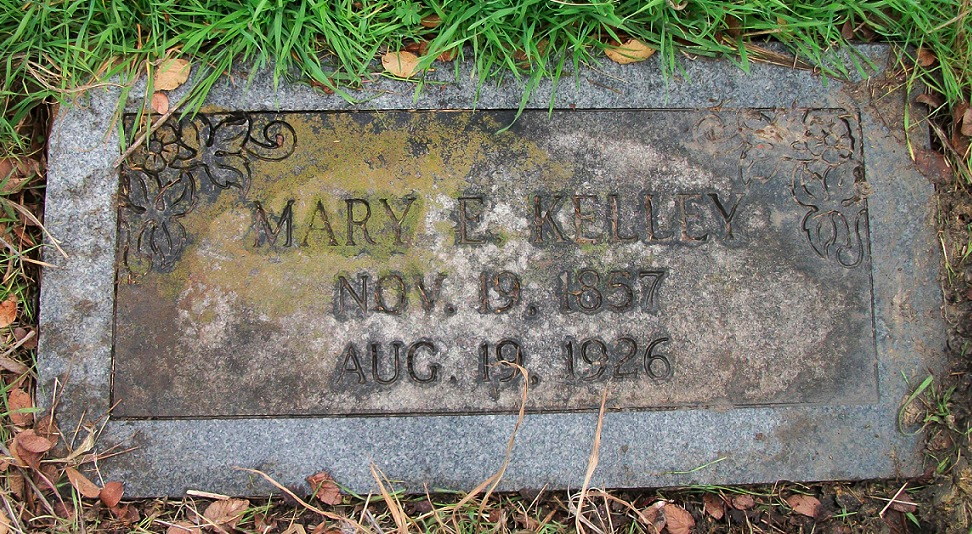 MARY E. KELLEY
NOV. 19, 1857
AUG. 19, 1926